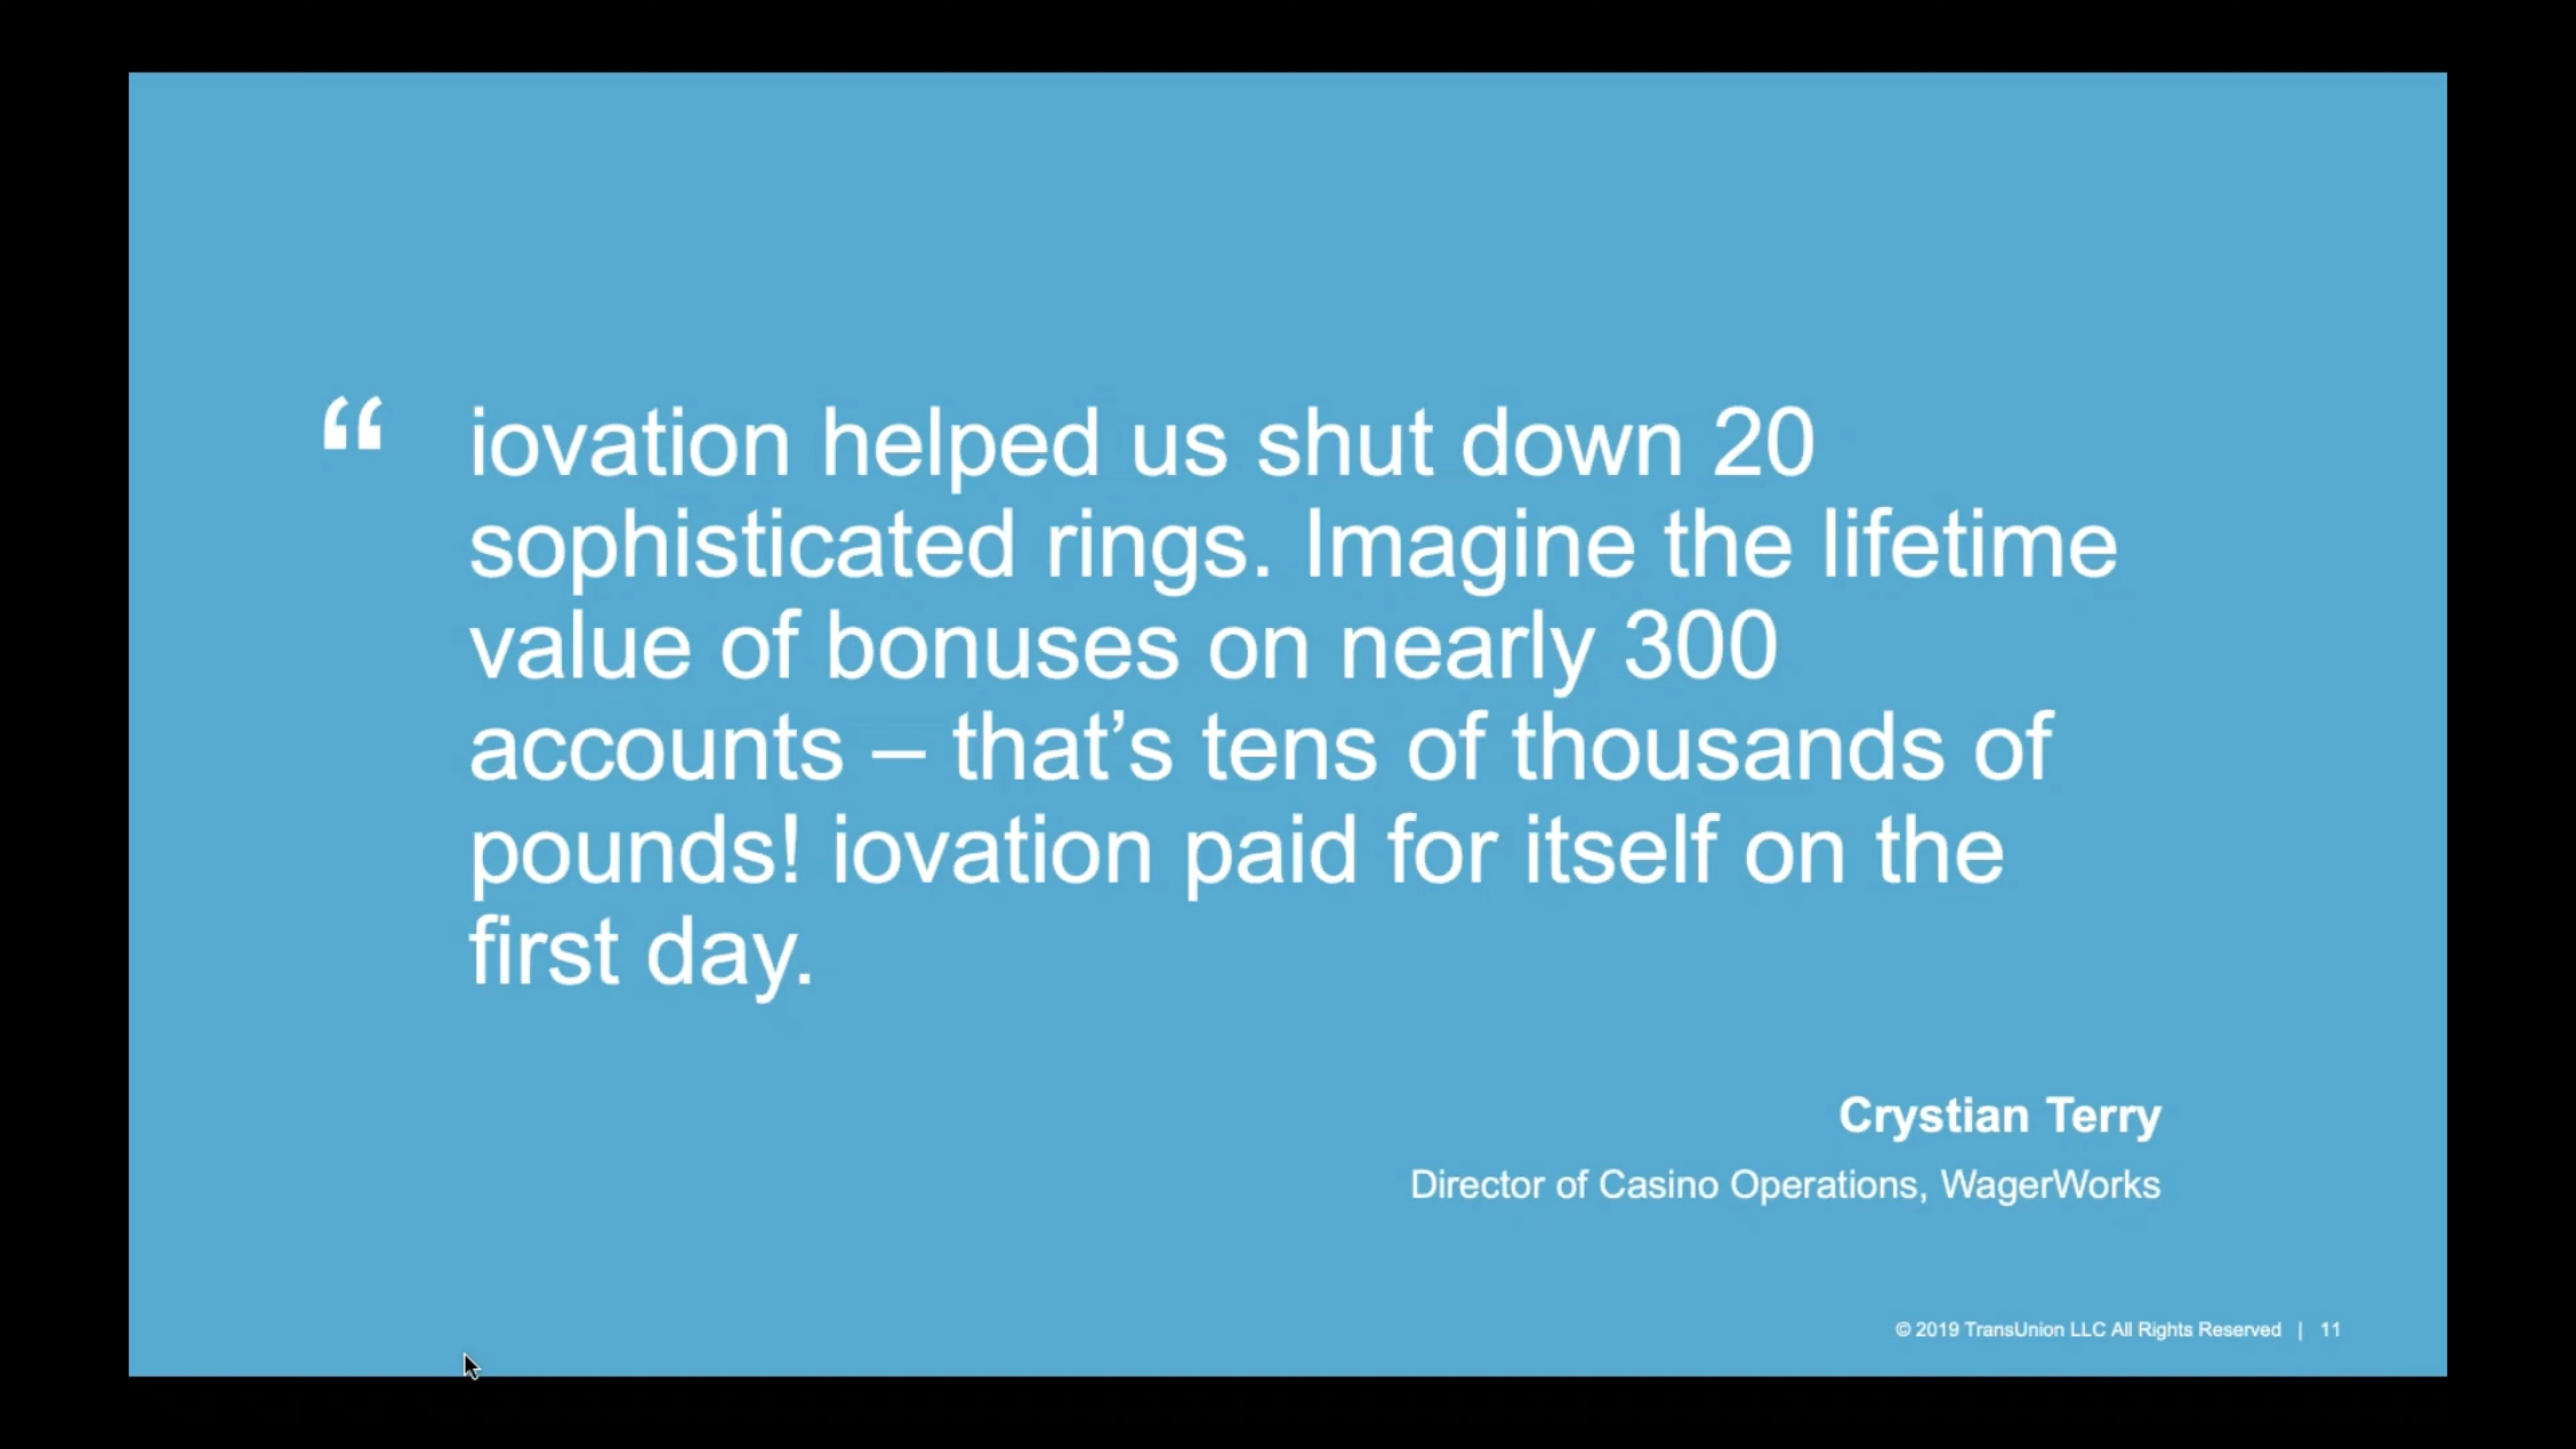 “ iovation helped us shut down 20
sophisticated rings. Imagine the lifetime
value of bonuses on nearly 300
accounts – that’s tens of thousands of
pounds! iovation paid for itself on the
first day.
Crystian Terry
Director of Casino Operations, WagerWorks
© 2019 TransUnion LLC All Rights Reserved | 11